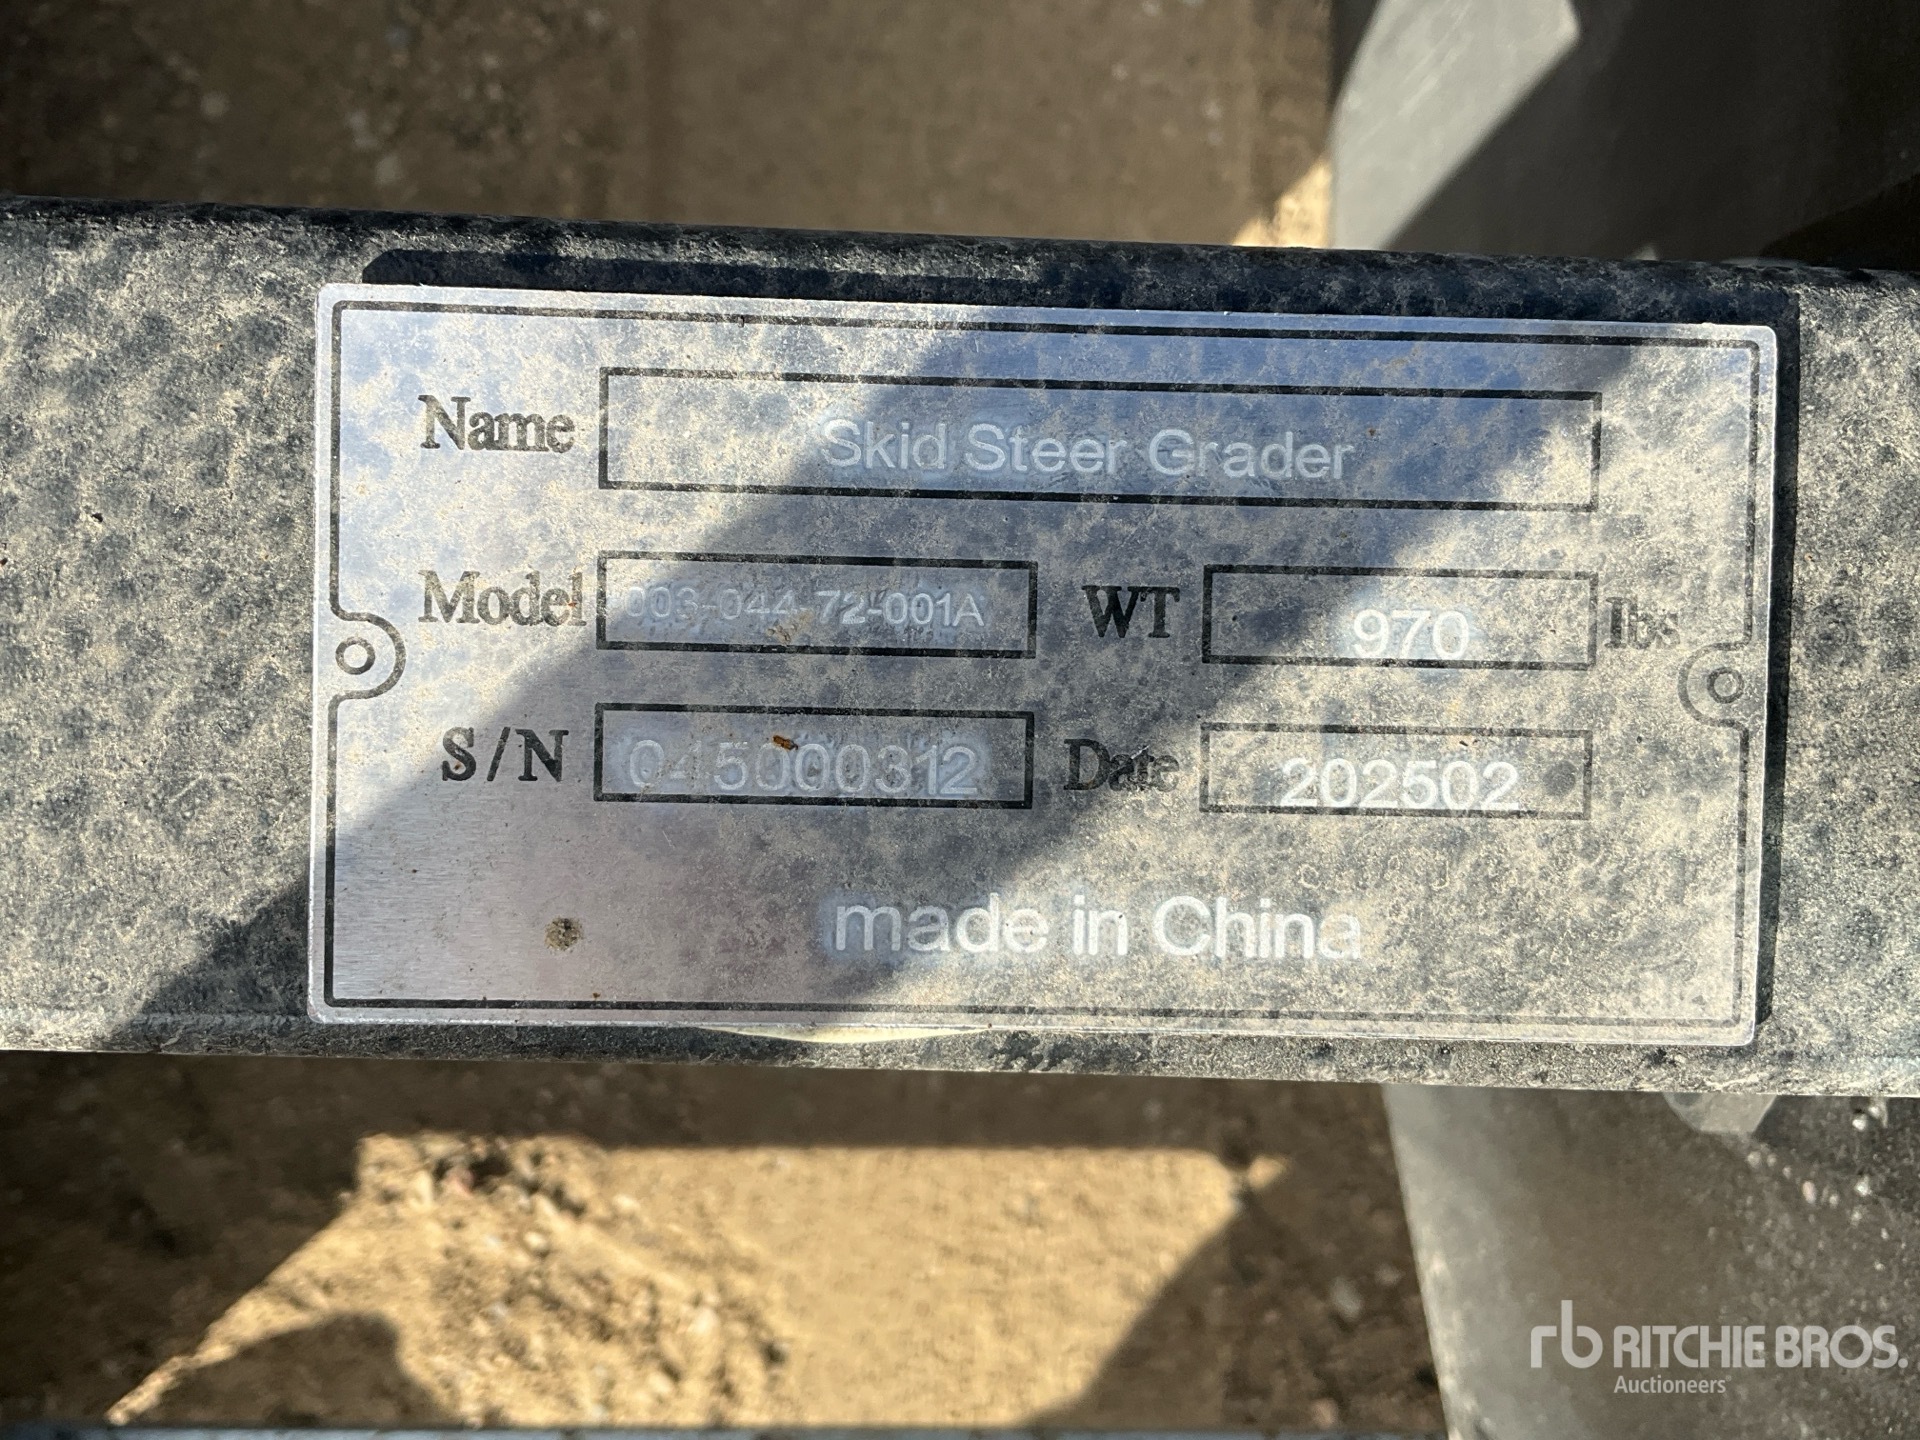 Name Skid Steer Grader
Model 003-044-72-001A WT 970 lbs
S/N 045000312 Date 202502
made in China
rb RITCHIE BROS.
Auctioneers